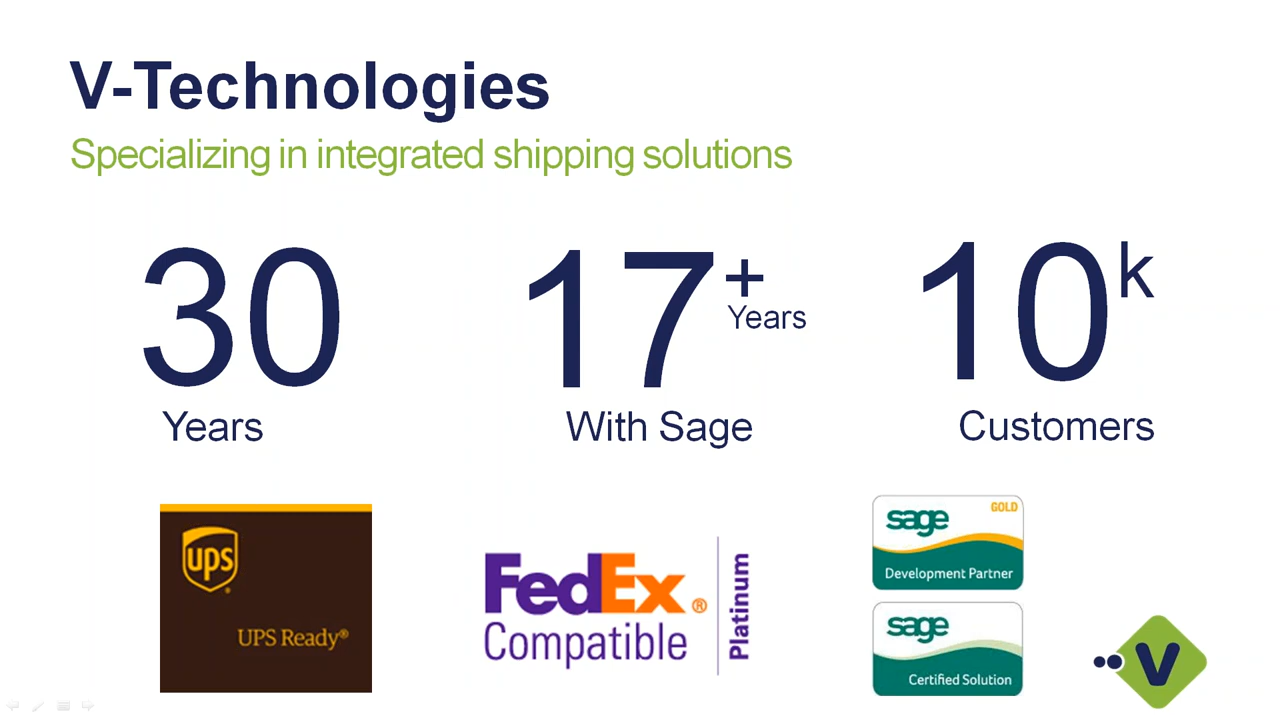 V-Technologies
Specializing in integrated shipping solutions
30
Years
17+
Years
With Sage
10k
Customers
ups
UPS Ready®
FedEx®
Compatible
Platinum
sage
GOLD
Development Partner
sage
Certified Solution
V